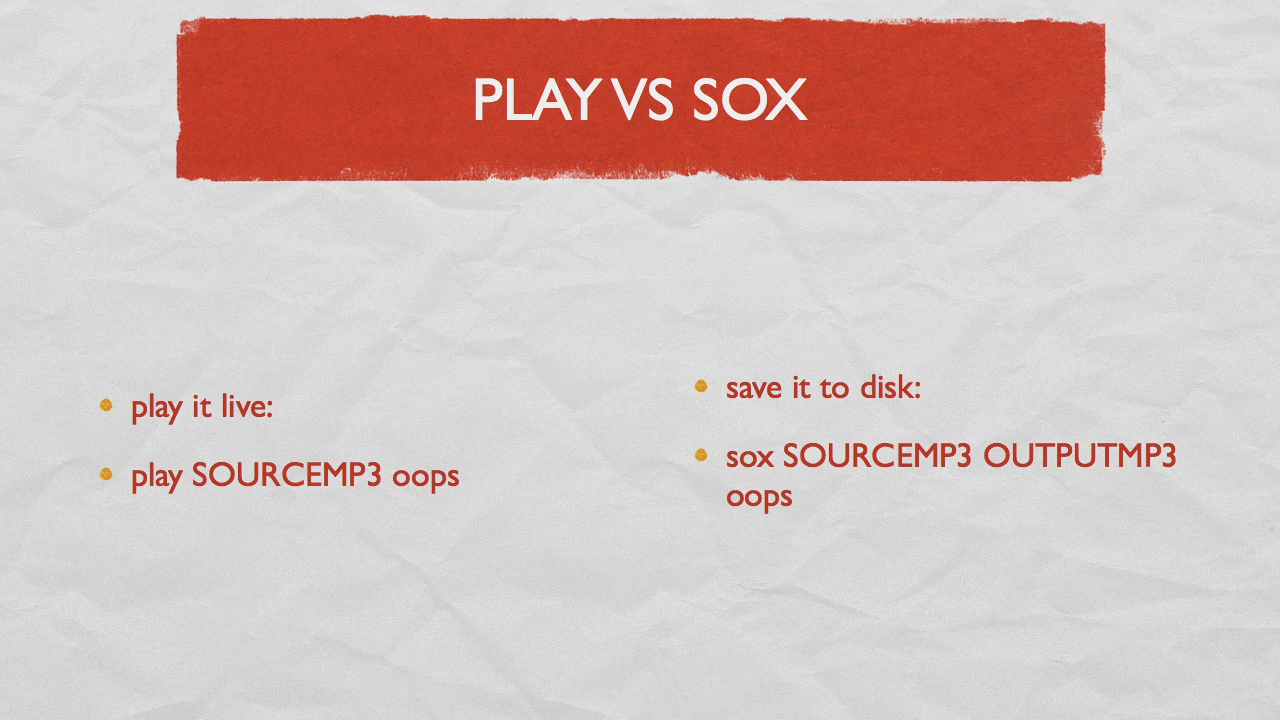 PLAY VS SOX
play it live:
play SOURCEMP3 oops
save it to disk:
sox SOURCEMP3 OUTPUTMP3
oops